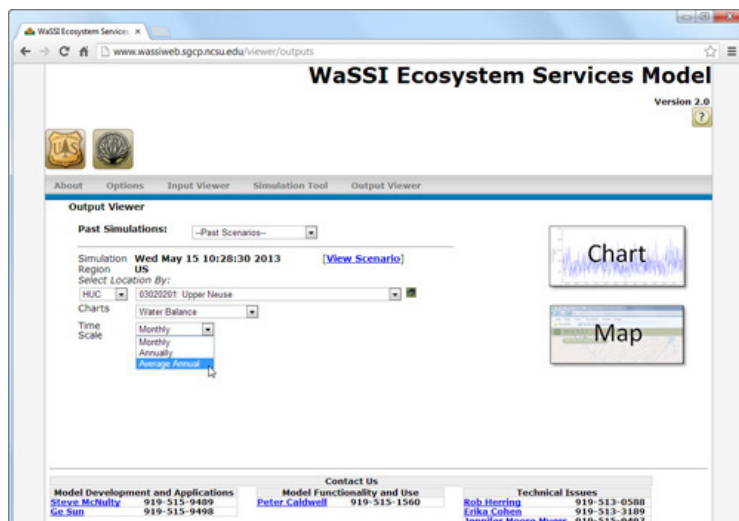 WaSSI Ecosystem Services
www.wassiweb.sgcp.ncsu.edu/viewer/outputs
WaSSI Ecosystem Services Model
Version 2.0
?
UAS
About Options Input Viewer Simulation Tool Output Viewer
Output Viewer
Past Simulations: --Past Scenarios--
Simulation Wed May 15 10:28:30 2013 [View Scenario]
Region US
Select Location By:
HUC 03020201: Upper Neuse
Charts Water Balance
Time Scale Monthly
Monthly
Annually
Average Annual
Chart
Map
Contact Us
Model Development and Applications Model Functionality and Use Technical Issues
Steve McNulty 919-515-9489 Peter Caldwell 919-515-1560 Rob Herring 919-513-0588
Ge Sun 919-515-9498 Erika Cohen 919-513-3189
Jennifer Moore Myers